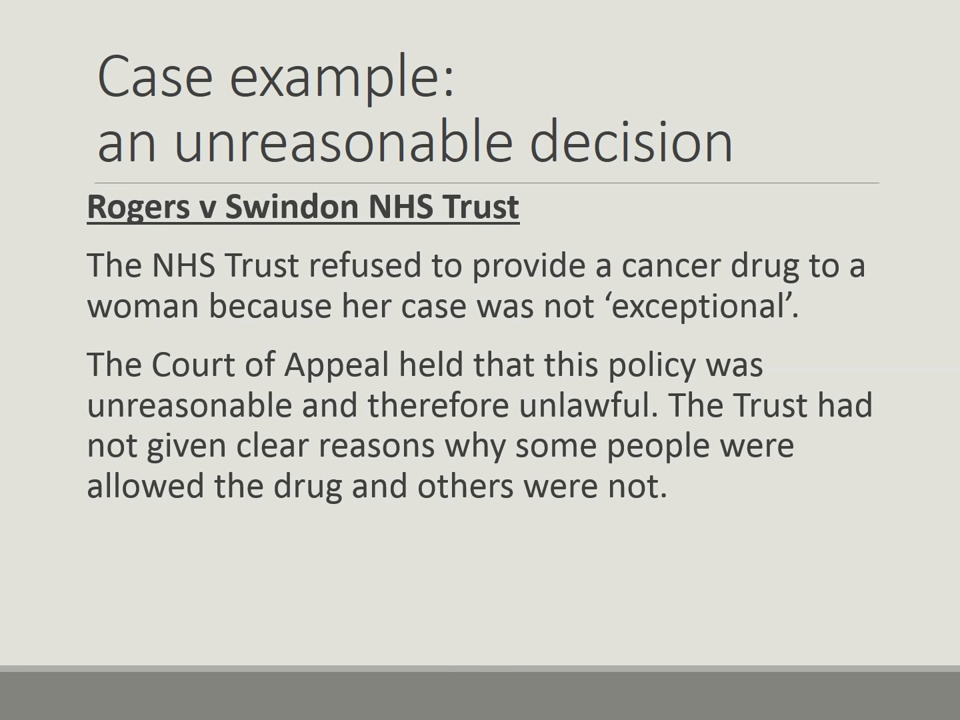 Case example:
an unreasonable decision
Rogers v Swindon NHS Trust
The NHS Trust refused to provide a cancer drug to a
woman because her case was not ‘exceptional’.
The Court of Appeal held that this policy was
unreasonable and therefore unlawful. The Trust had
not given clear reasons why some people were
allowed the drug and others were not.